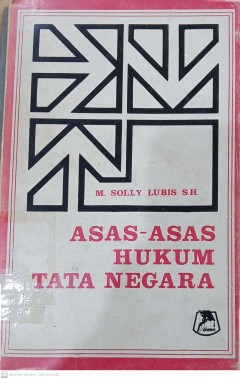 M. SOLLY LUBIS S.H.
ASAS-ASAS
HUKUM
TATA NEGARA